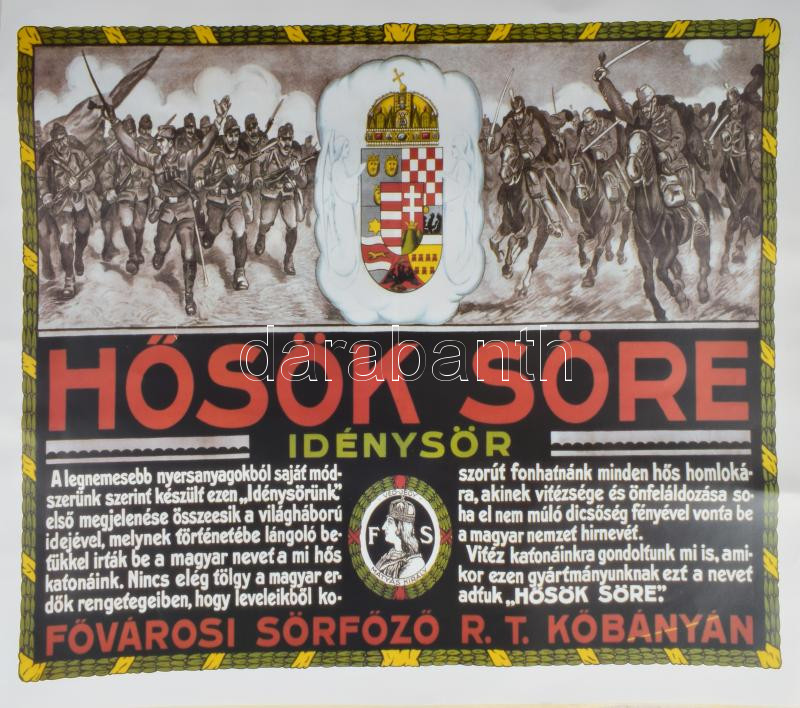 HŐSÖK SÖRE
darabanth
IDÉNYSÖR
A legnemesebb nyersanyagokból saját mód-
szerünk szerint készült ezen „Idénysörünk"
első megjelenése összeesik a világháború
idejével, melynek történetébe lángoló be-
tükkel irták be a magyar nevet a mi hős
katonáink. Nincs elég tölgy a magyar er-
dők rengetegeiben, hogy leveleikből ko-
VÉDJEGY
F S
MÁTYÁS KIRÁLY
szorút fonhatnánk minden hős homloká-
ra, akinek vitézsége és önfeláldozása so-
ha el nem múló dicsőség fényével vonta be
a magyar nemzet hirnevét.
Vitéz katonáinkra gondoltunk mi is, ami-
kor ezen gyártmányunknak ezt a nevet
adtuk „HŐSÖK SÖRE".
FŐVÁROSI SÖRFŐZŐ R. T. KŐBÁNYÁN